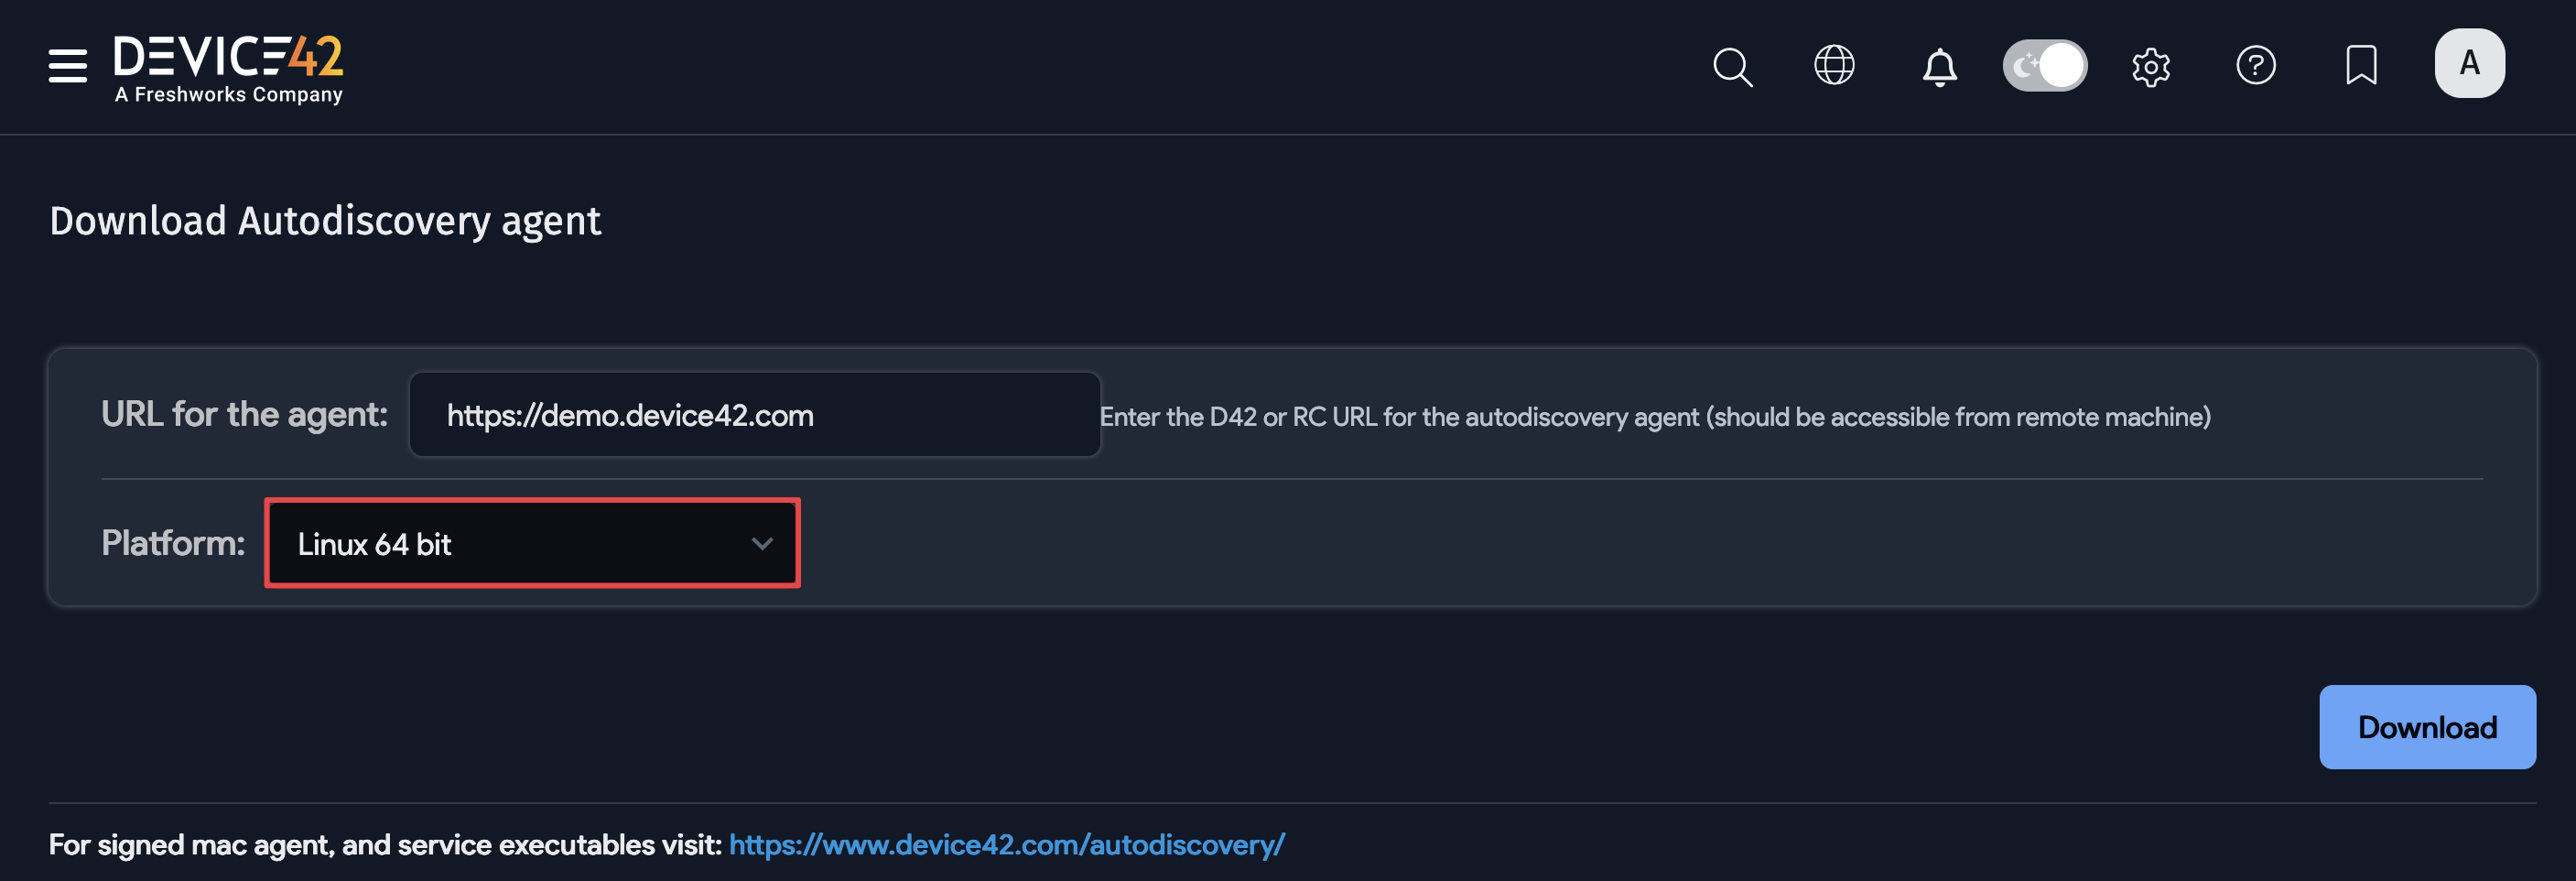 DEVICE42
A Freshworks Company
A
Download Autodiscovery agent
URL for the agent: https://demo.device42.com Enter the D42 or RC URL for the autodiscovery agent (should be accessible from remote machine)
Platform: Linux 64 bit
Download
For signed mac agent, and service executables visit: https://www.device42.com/autodiscovery/